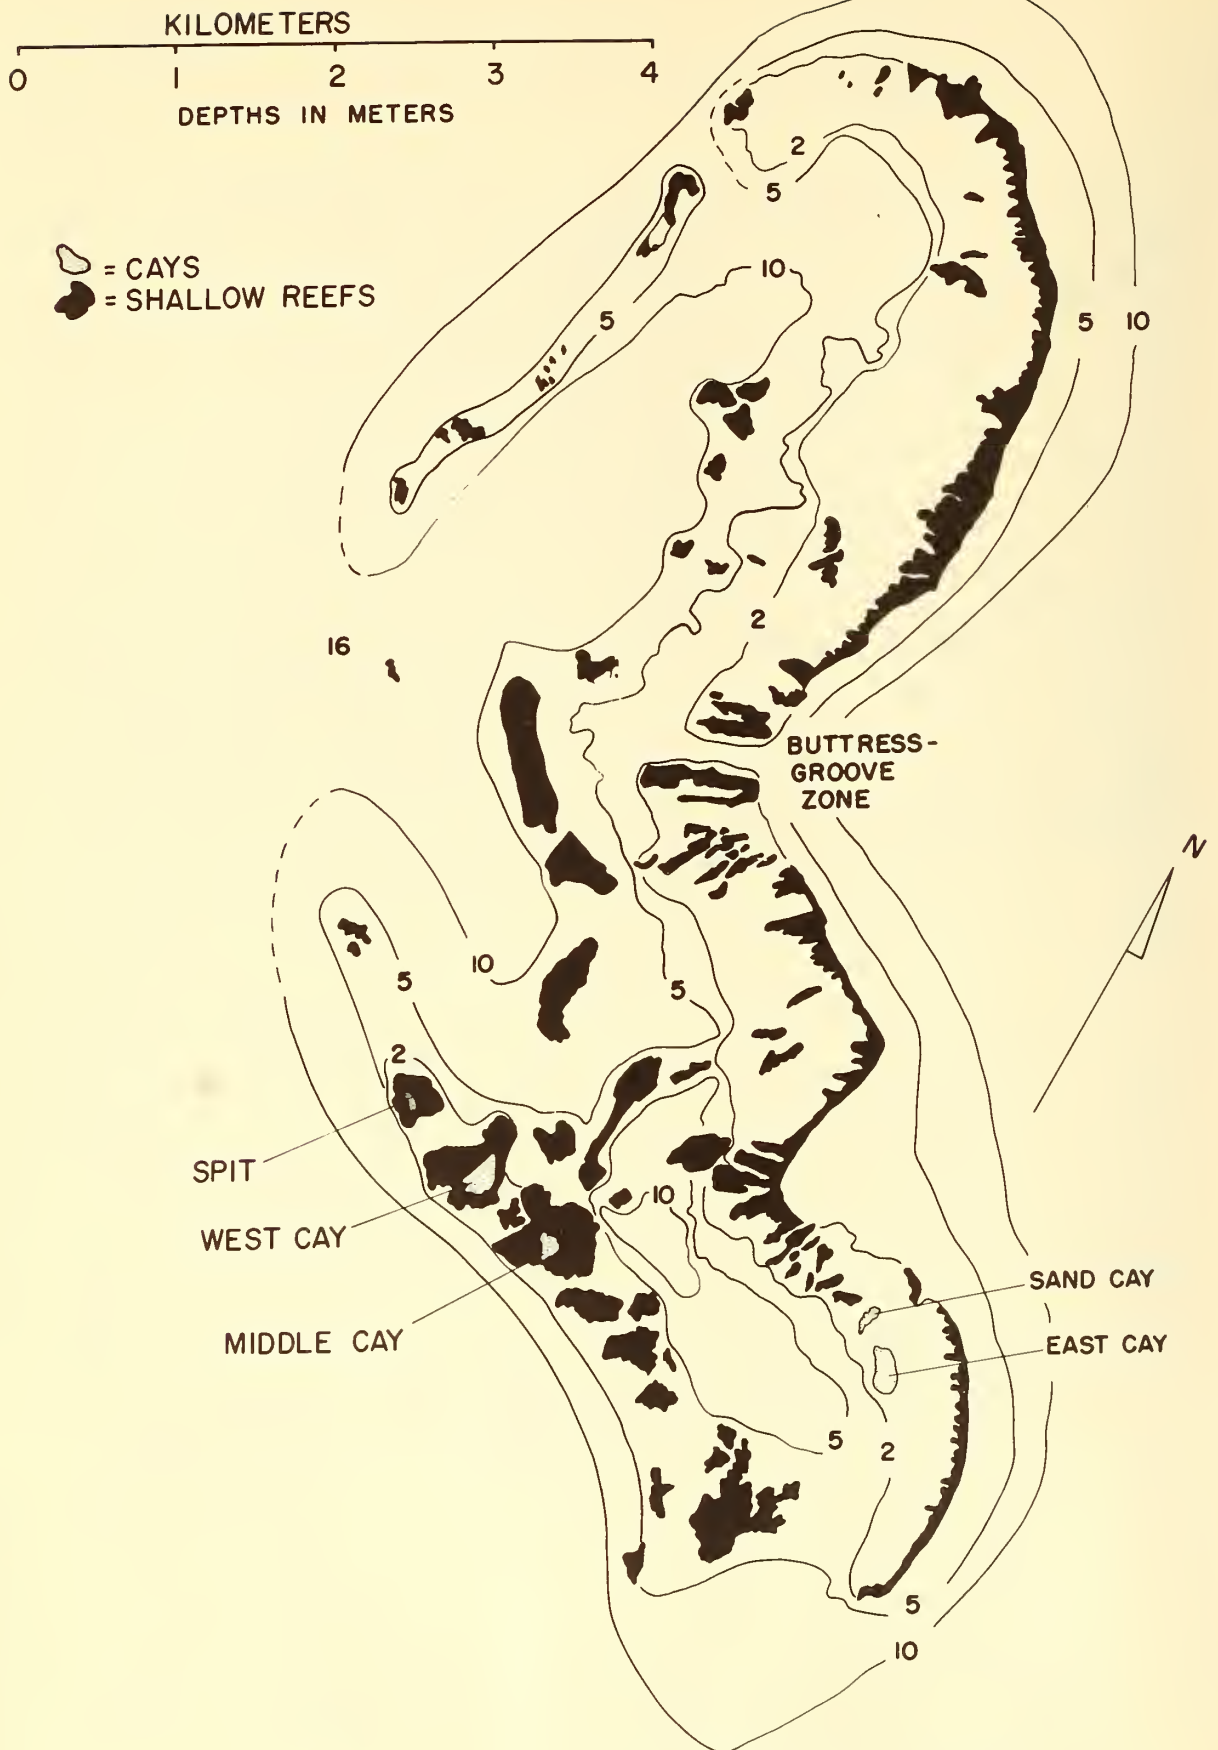 KILOMETERS
0 1 2 3 4
DEPTHS IN METERS
= CAYS
= SHALLOW REEFS
2
5
10
5
5 10
2
16
BUTTRESS-
GROOVE
ZONE
N
10
5
5
2
SPIT
10
WEST CAY
SAND CAY
MIDDLE CAY
EAST CAY
5
2
5
10